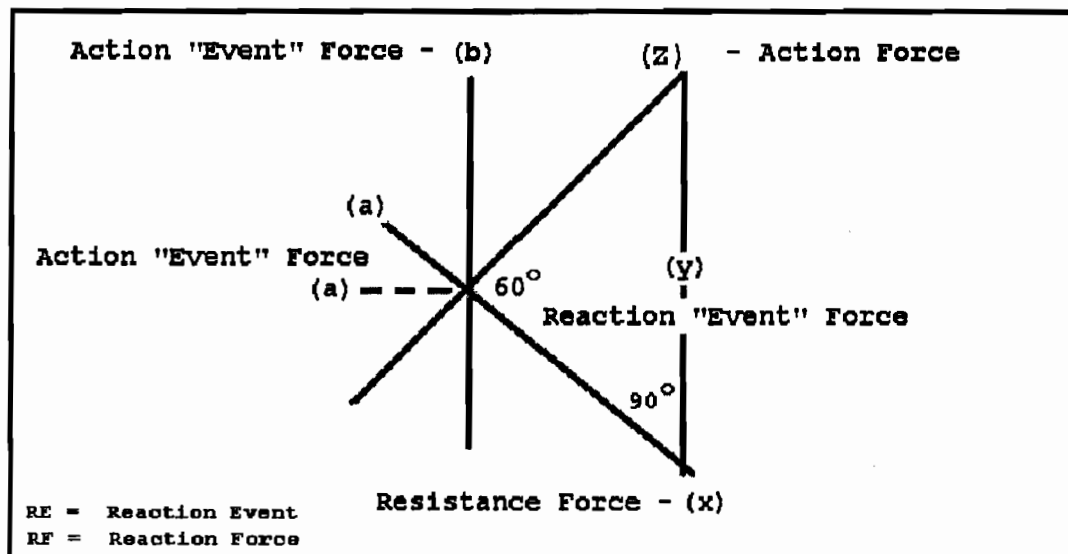 Action "Event" Force - (b) (Z) - Action Force
(a)
Action "Event" Force
(a)
60°
(y)
Reaction "Event" Force
90°
Resistance Force - (x)
RE = Reaction Event
RF = Reaction Force